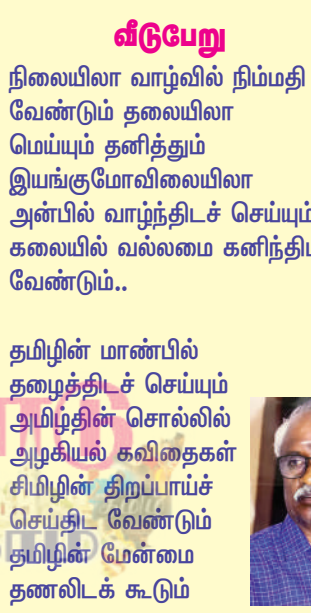 வீடுபேறு
நிலையிலா வாழ்வில் நிம்மதி
வேண்டும் தலையிலா
மெய்யும் தனித்தும்
இயங்குமோவிலையிலா
அன்பில் வாழ்ந்திடச் செய்யும்
கலையில் வல்லமை
வேண்டும்..
தமிழின் மாண்பில்
தழைத்திடச் செய்யும்
அமிழ்தின் சொல்லில்
அழகியல் கவிதைகள்
சிமிழின் திறப்பாய்ச்
செய்திட வேண்டும்
தமிழின் மேன்மை
தணலிடக் கூடும்